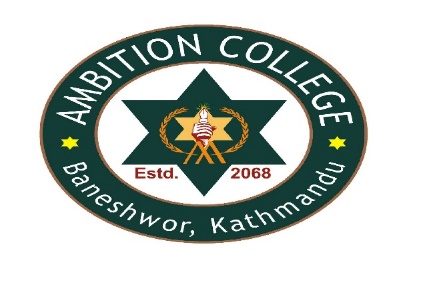 AMBITION COLLEGE
Estd. 2068
Baneshwor, Kathmandu